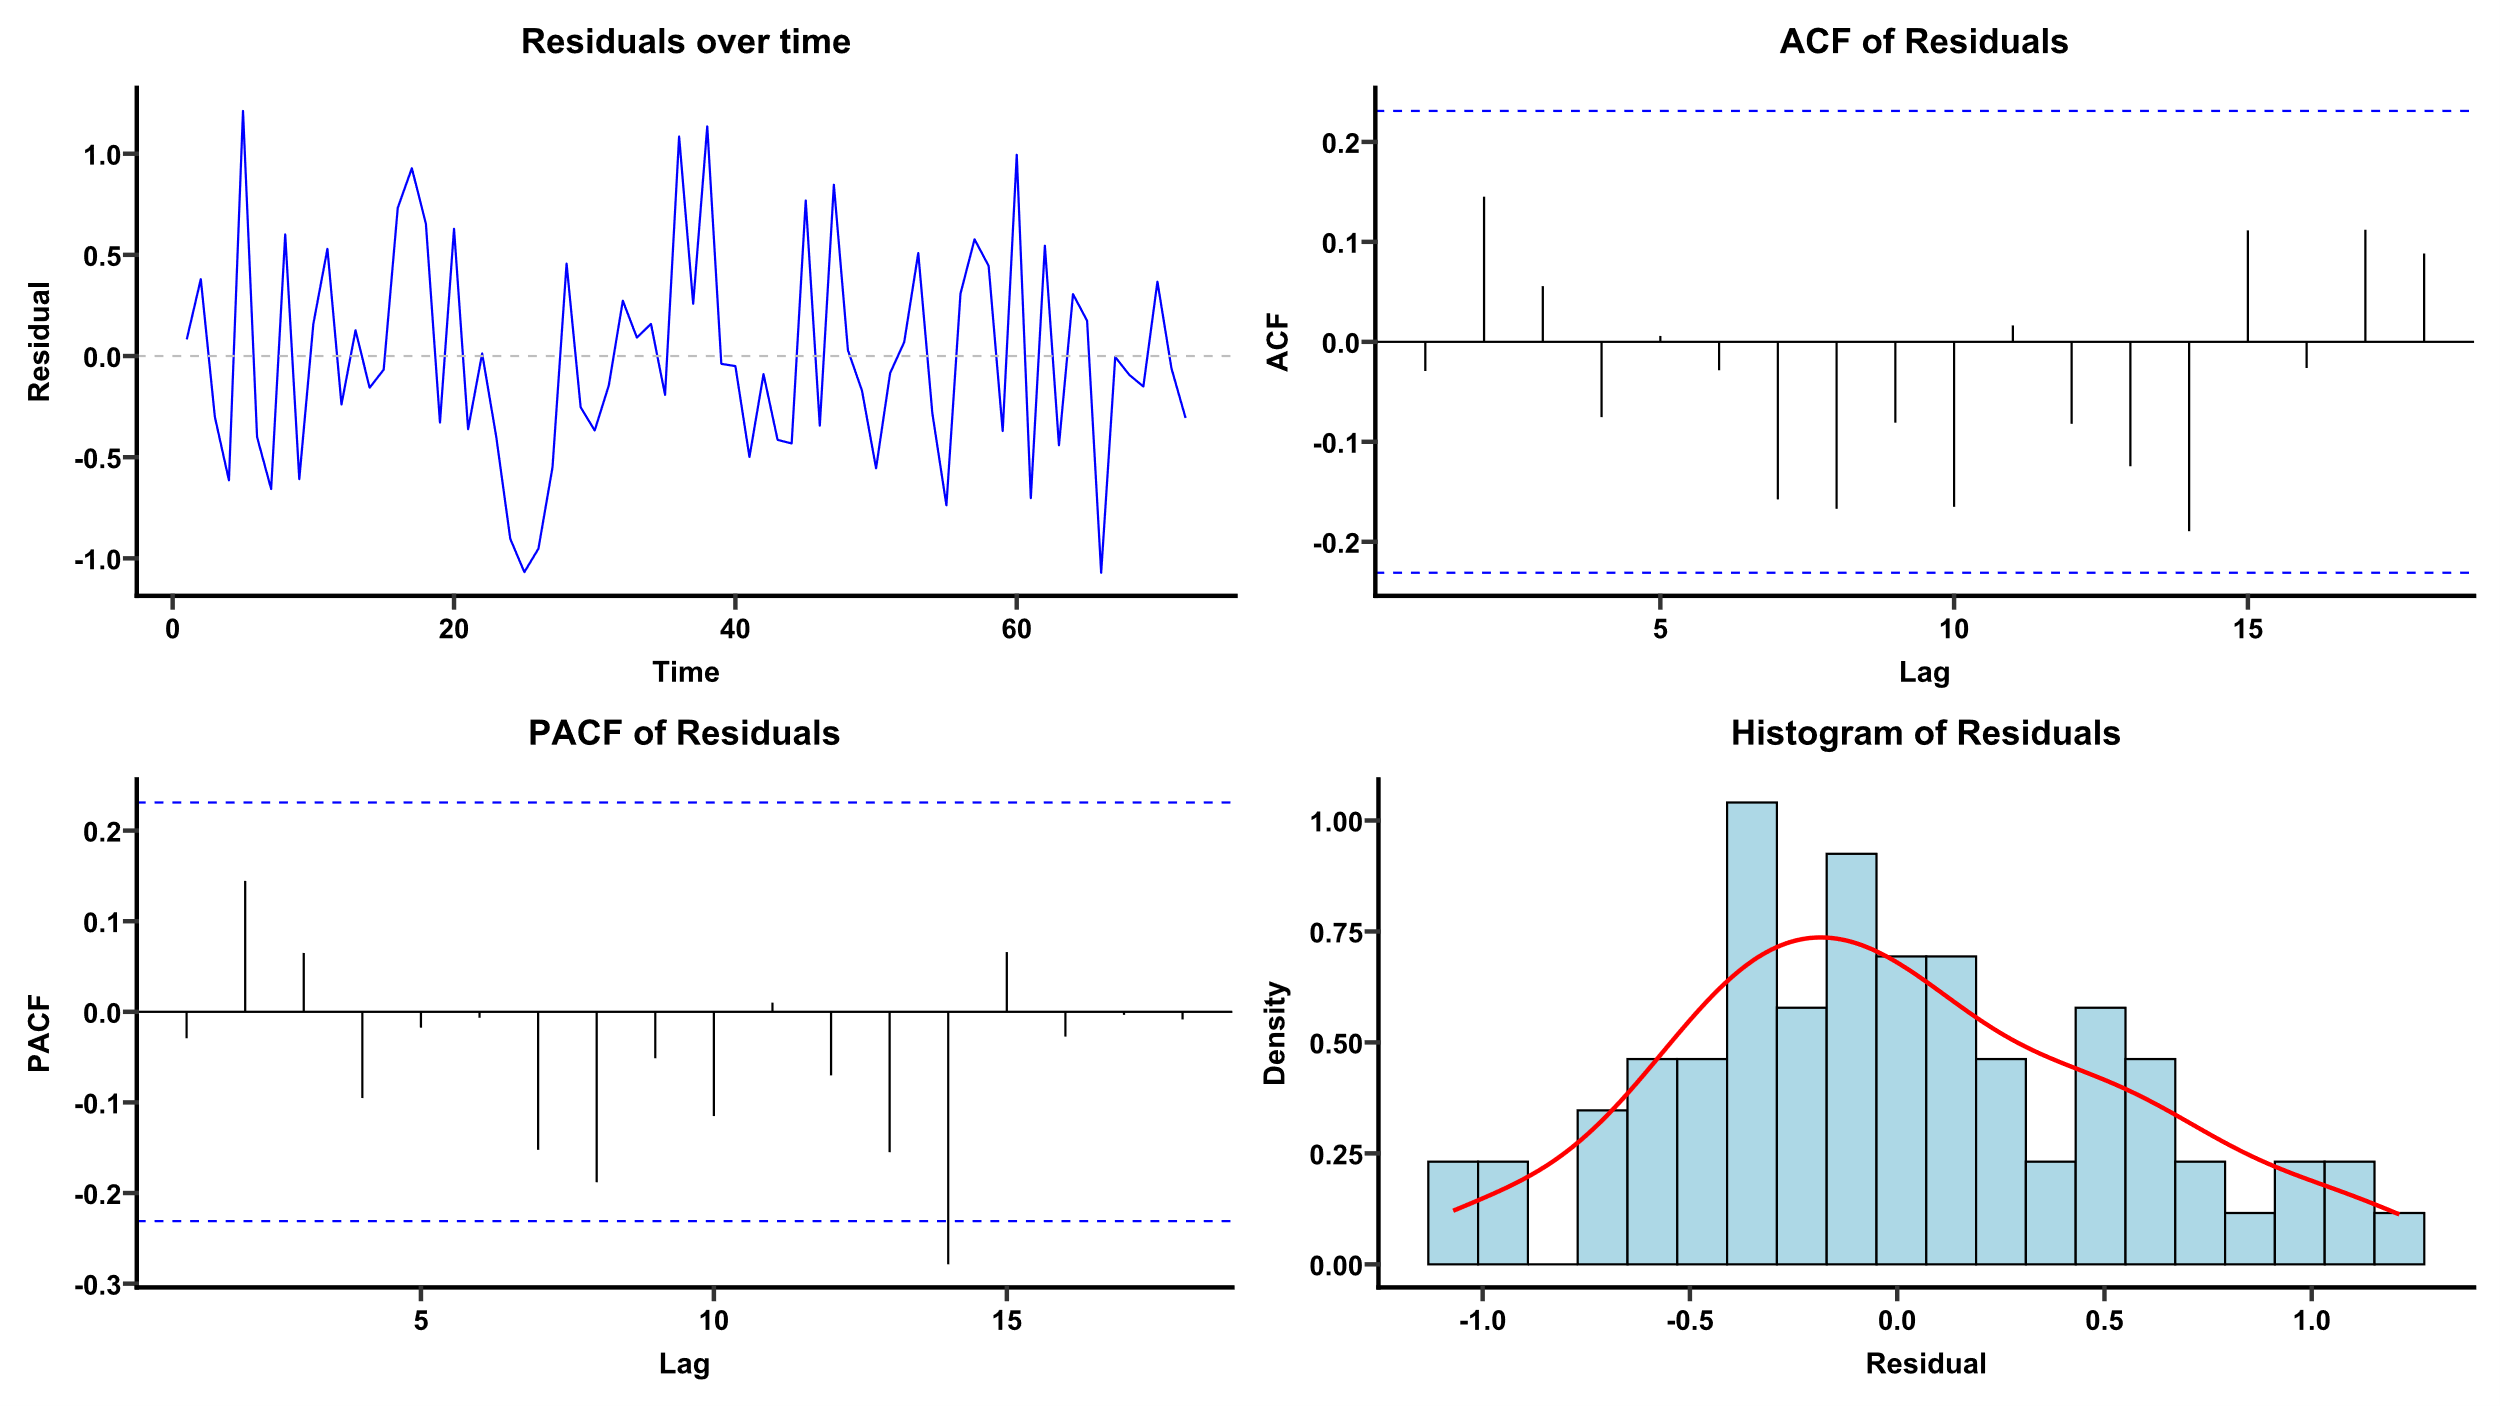 Residuals over time
1.0
0.5
0.0
-0.5
-1.0
Residual
0 20 40 60
Time
ACF of Residuals
0.2
0.1
0.0
-0.1
-0.2
ACF
5 10 15
Lag
PACF of Residuals
0.2
0.1
0.0
-0.1
-0.2
-0.3
PACF
5 10 15
Lag
Histogram of Residuals
1.00
0.75
0.50
0.25
0.00
Density
-1.0 -0.5 0.0 0.5 1.0
Residual